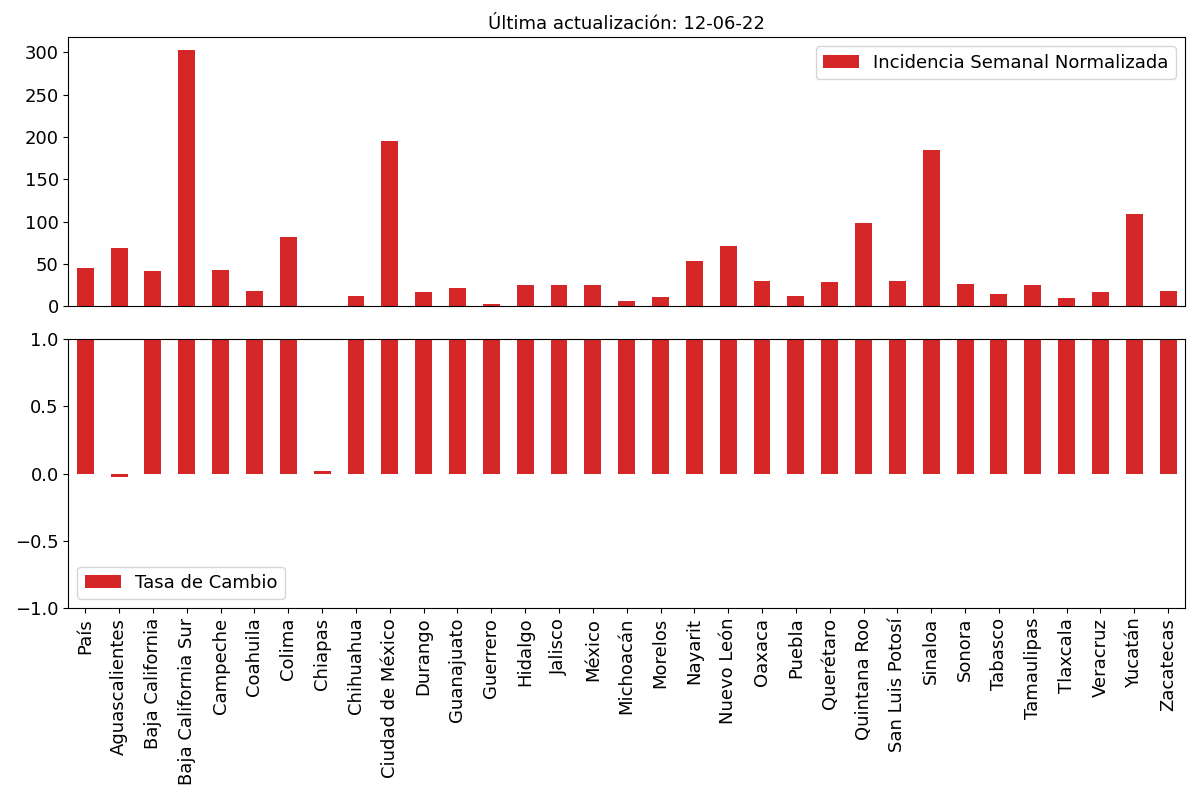 Última actualización: 12-06-22
300
250
200
150
100
50
0
Incidencia Semanal Normalizada
1.0
0.5
0.0
−0.5
−1.0
Tasa de Cambio
País
Aguascalientes
Baja California
Baja California Sur
Campeche
Coahuila
Colima
Chiapas
Chihuahua
Ciudad de México
Durango
Guanajuato
Guerrero
Hidalgo
Jalisco
México
Michoacán
Morelos
Nayarit
Nuevo León
Oaxaca
Puebla
Querétaro
Quintana Roo
San Luis Potosí
Sinaloa
Sonora
Tabasco
Tamaulipas
Tlaxcala
Veracruz
Yucatán
Zacatecas